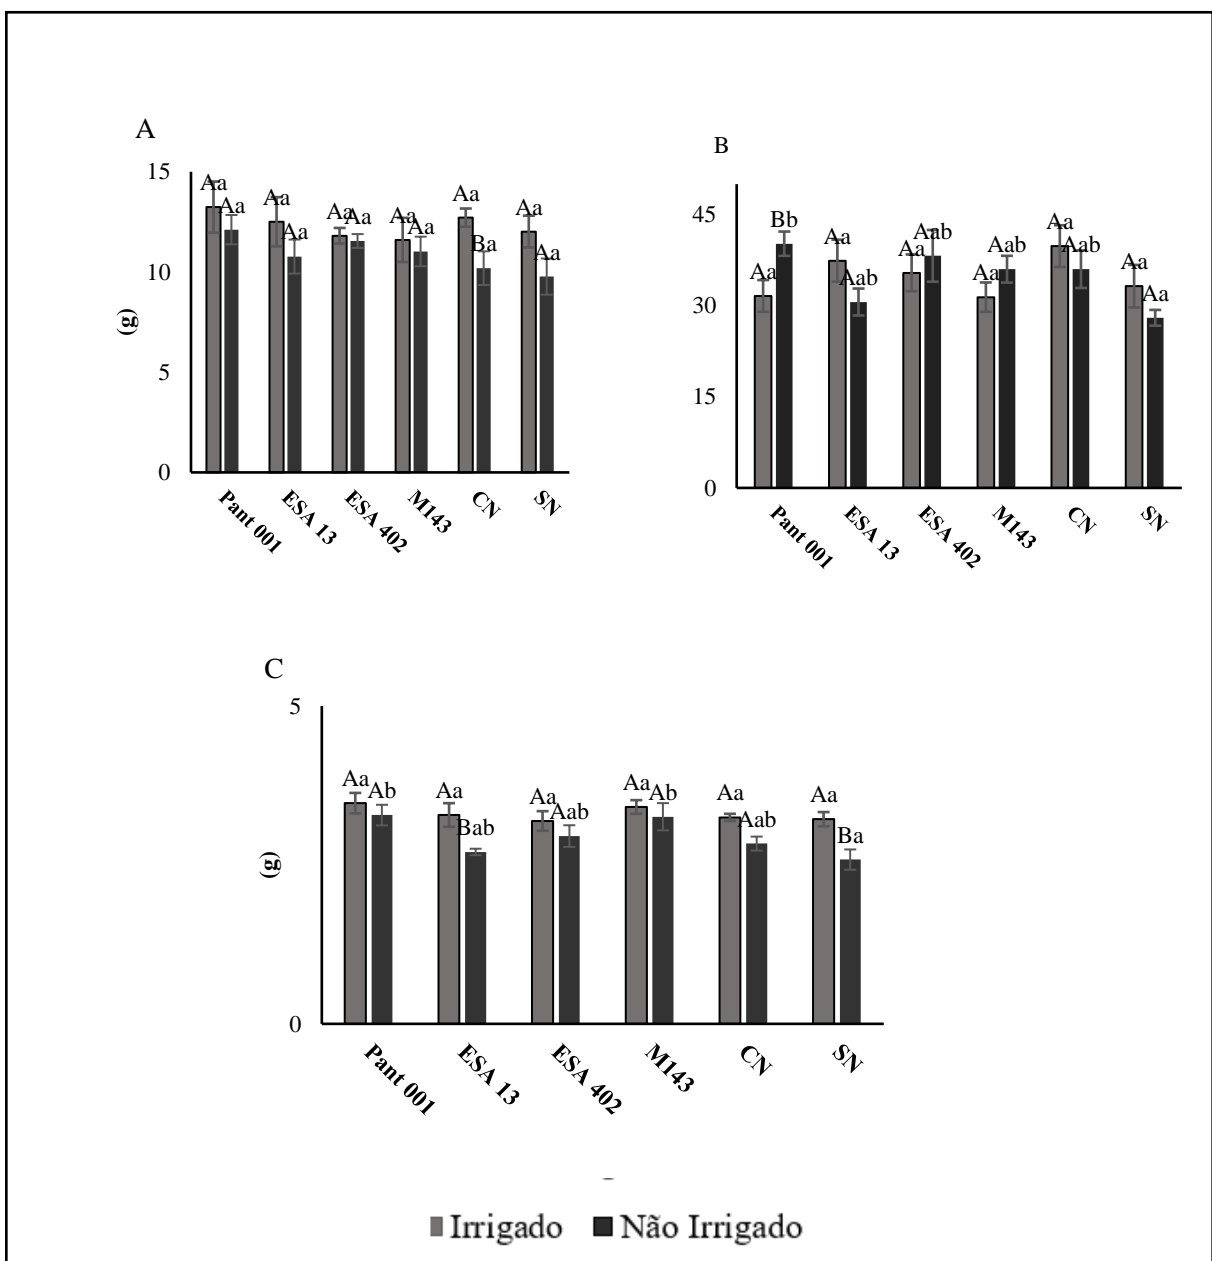 A
15
10
5
0
(g)
Aa Aa Aa Aa Aa Aa Aa Aa Aa Ba Aa Aa
Pant 001 ESA 13 ESA 402 M143 CN SN
B
45
30
15
0
Aa Bb Aa Aab Aa Aab Aa Aab Aa Aab Aa Aa
Pant 001 ESA 13 ESA 402 M143 CN SN
C
5
0
(g)
Aa Ab Aa Bab Aa Aab Aa Ab Aa Aab Aa Ba
Pant 001 ESA 13 ESA 402 M143 CN SN
Irrigado Não Irrigado